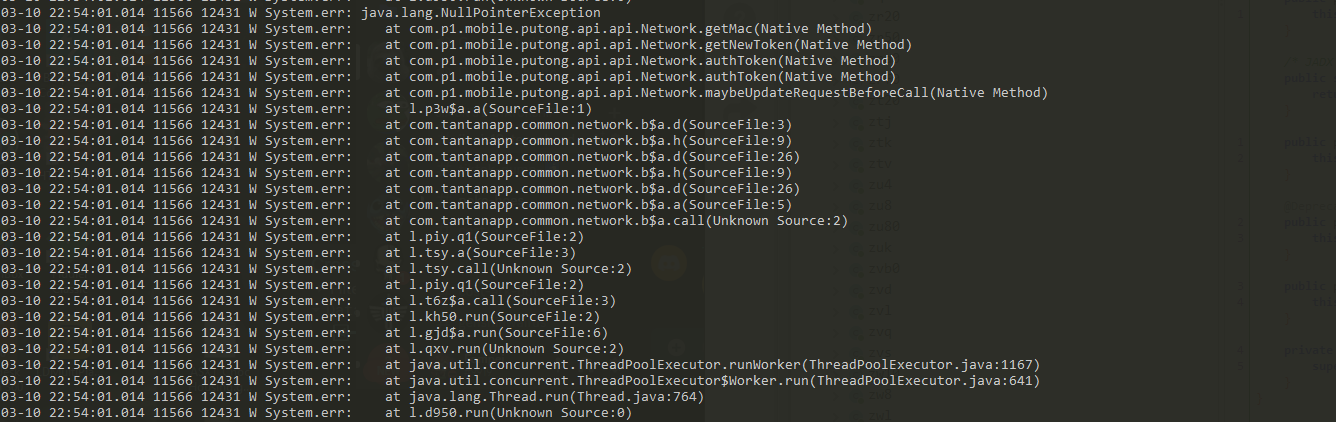 03-10 22:54:01.014 11566 12431 W System.err: java.lang.NullPointerException
03-10 22:54:01.014 11566 12431 W System.err:    at com.p1.mobile.putong.api.api.Network.getMac(Native Method)
03-10 22:54:01.014 11566 12431 W System.err:    at com.p1.mobile.putong.api.api.Network.getNewToken(Native Method)
03-10 22:54:01.014 11566 12431 W System.err:    at com.p1.mobile.putong.api.api.Network.authToken(Native Method)
03-10 22:54:01.014 11566 12431 W System.err:    at com.p1.mobile.putong.api.api.Network.authToken(Native Method)
03-10 22:54:01.014 11566 12431 W System.err:    at com.p1.mobile.putong.api.api.Network.maybeUpdateRequestBeforeCall(Native Method)
03-10 22:54:01.014 11566 12431 W System.err:    at l.p3w$a.a(SourceFile:1)
03-10 22:54:01.014 11566 12431 W System.err:    at com.tantanapp.common.network.b$a.d(SourceFile:3)
03-10 22:54:01.014 11566 12431 W System.err:    at com.tantanapp.common.network.b$a.h(SourceFile:9)
03-10 22:54:01.014 11566 12431 W System.err:    at com.tantanapp.common.network.b$a.d(SourceFile:26)
03-10 22:54:01.014 11566 12431 W System.err:    at com.tantanapp.common.network.b$a.h(SourceFile:9)
03-10 22:54:01.014 11566 12431 W System.err:    at com.tantanapp.common.network.b$a.d(SourceFile:26)
03-10 22:54:01.014 11566 12431 W System.err:    at com.tantanapp.common.network.b$a.a(SourceFile:5)
03-10 22:54:01.014 11566 12431 W System.err:    at com.tantanapp.common.network.b$a.call(Unknown Source:2)
03-10 22:54:01.014 11566 12431 W System.err:    at l.piy.q1(SourceFile:2)
03-10 22:54:01.014 11566 12431 W System.err:    at l.tsy.a(SourceFile:3)
03-10 22:54:01.014 11566 12431 W System.err:    at l.tsy.call(Unknown Source:2)
03-10 22:54:01.014 11566 12431 W System.err:    at l.piy.q1(SourceFile:2)
03-10 22:54:01.014 11566 12431 W System.err:    at l.t6z$a.call(SourceFile:3)
03-10 22:54:01.014 11566 12431 W System.err:    at l.kh50.run(SourceFile:2)
03-10 22:54:01.014 11566 12431 W System.err:    at l.gjd$a.run(SourceFile:6)
03-10 22:54:01.014 11566 12431 W System.err:    at l.qxv.run(Unknown Source:2)
03-10 22:54:01.014 11566 12431 W System.err:    at java.util.concurrent.ThreadPoolExecutor.runWorker(ThreadPoolExecutor.java:1167)
03-10 22:54:01.014 11566 12431 W System.err:    at java.util.concurrent.ThreadPoolExecutor$Worker.run(ThreadPoolExecutor.java:641)
03-10 22:54:01.014 11566 12431 W System.err:    at java.lang.Thread.run(Thread.java:764)
03-10 22:54:01.014 11566 12431 W System.err:    at l.d950.run(Unknown Source:0)